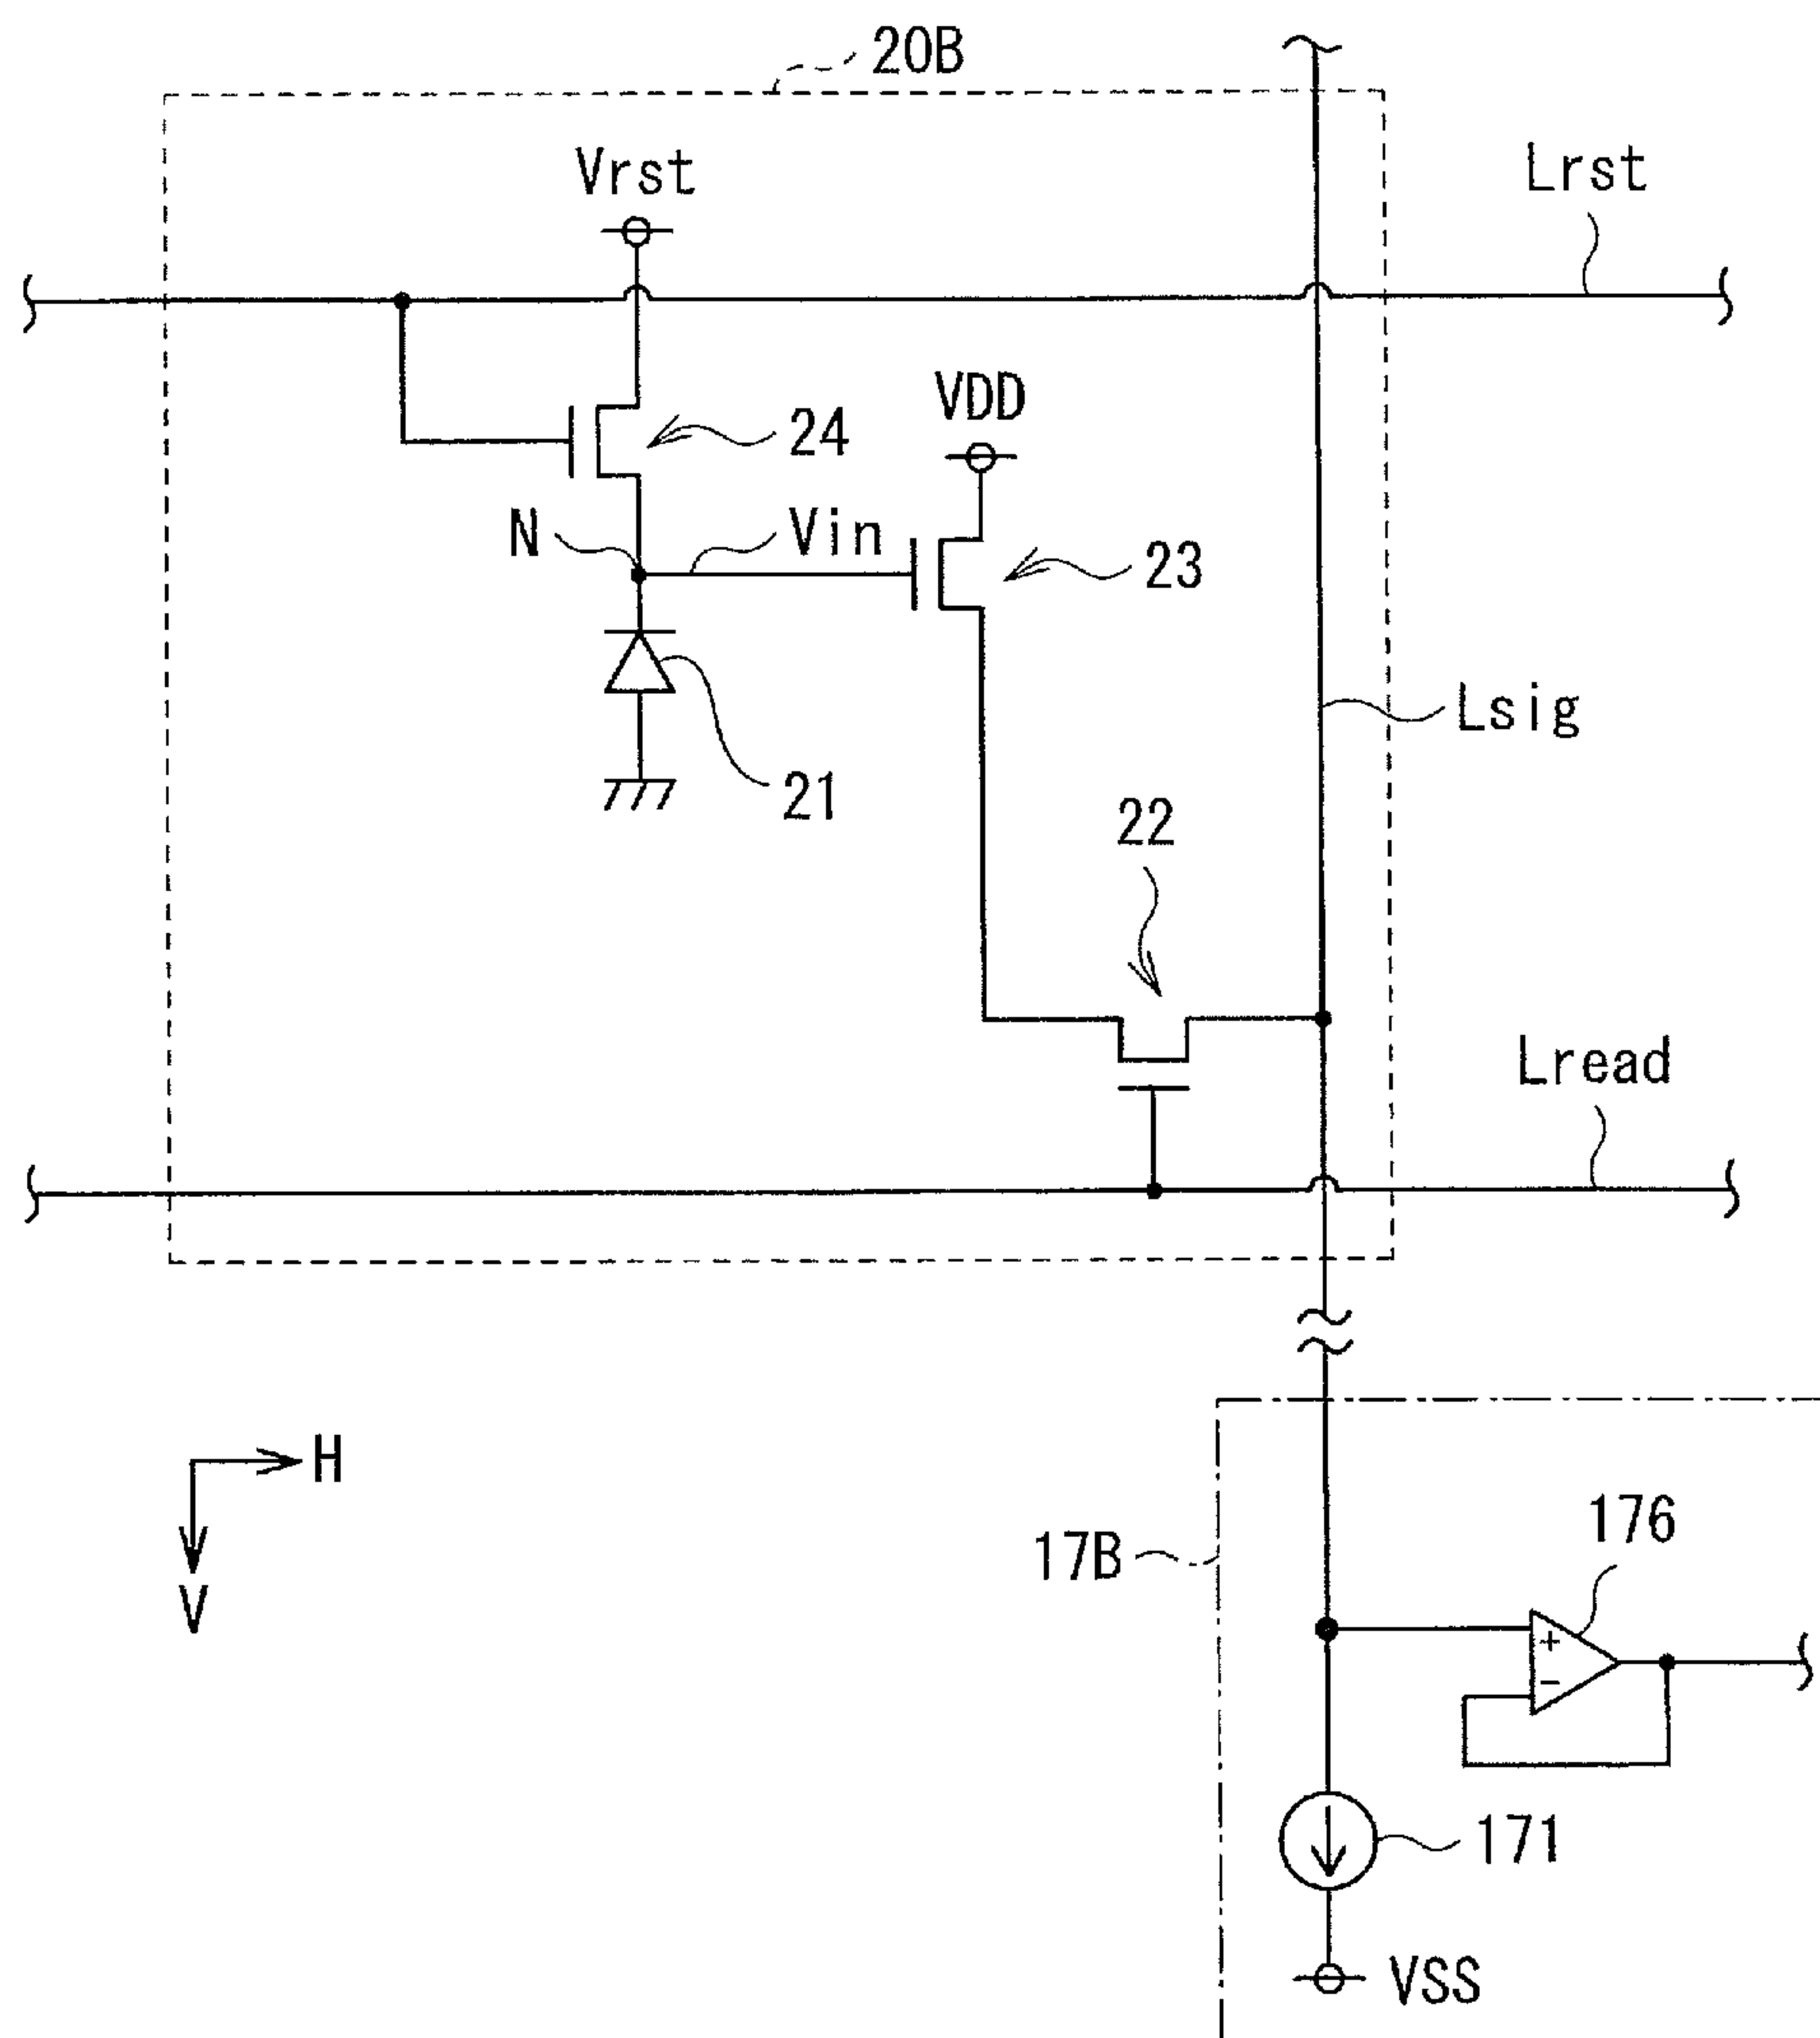 20B
Vrst
Lrst
VDD
24
N
Vin
23
Lsig
21
22
Lread
H
V
17B
176
+
−
171
VSS